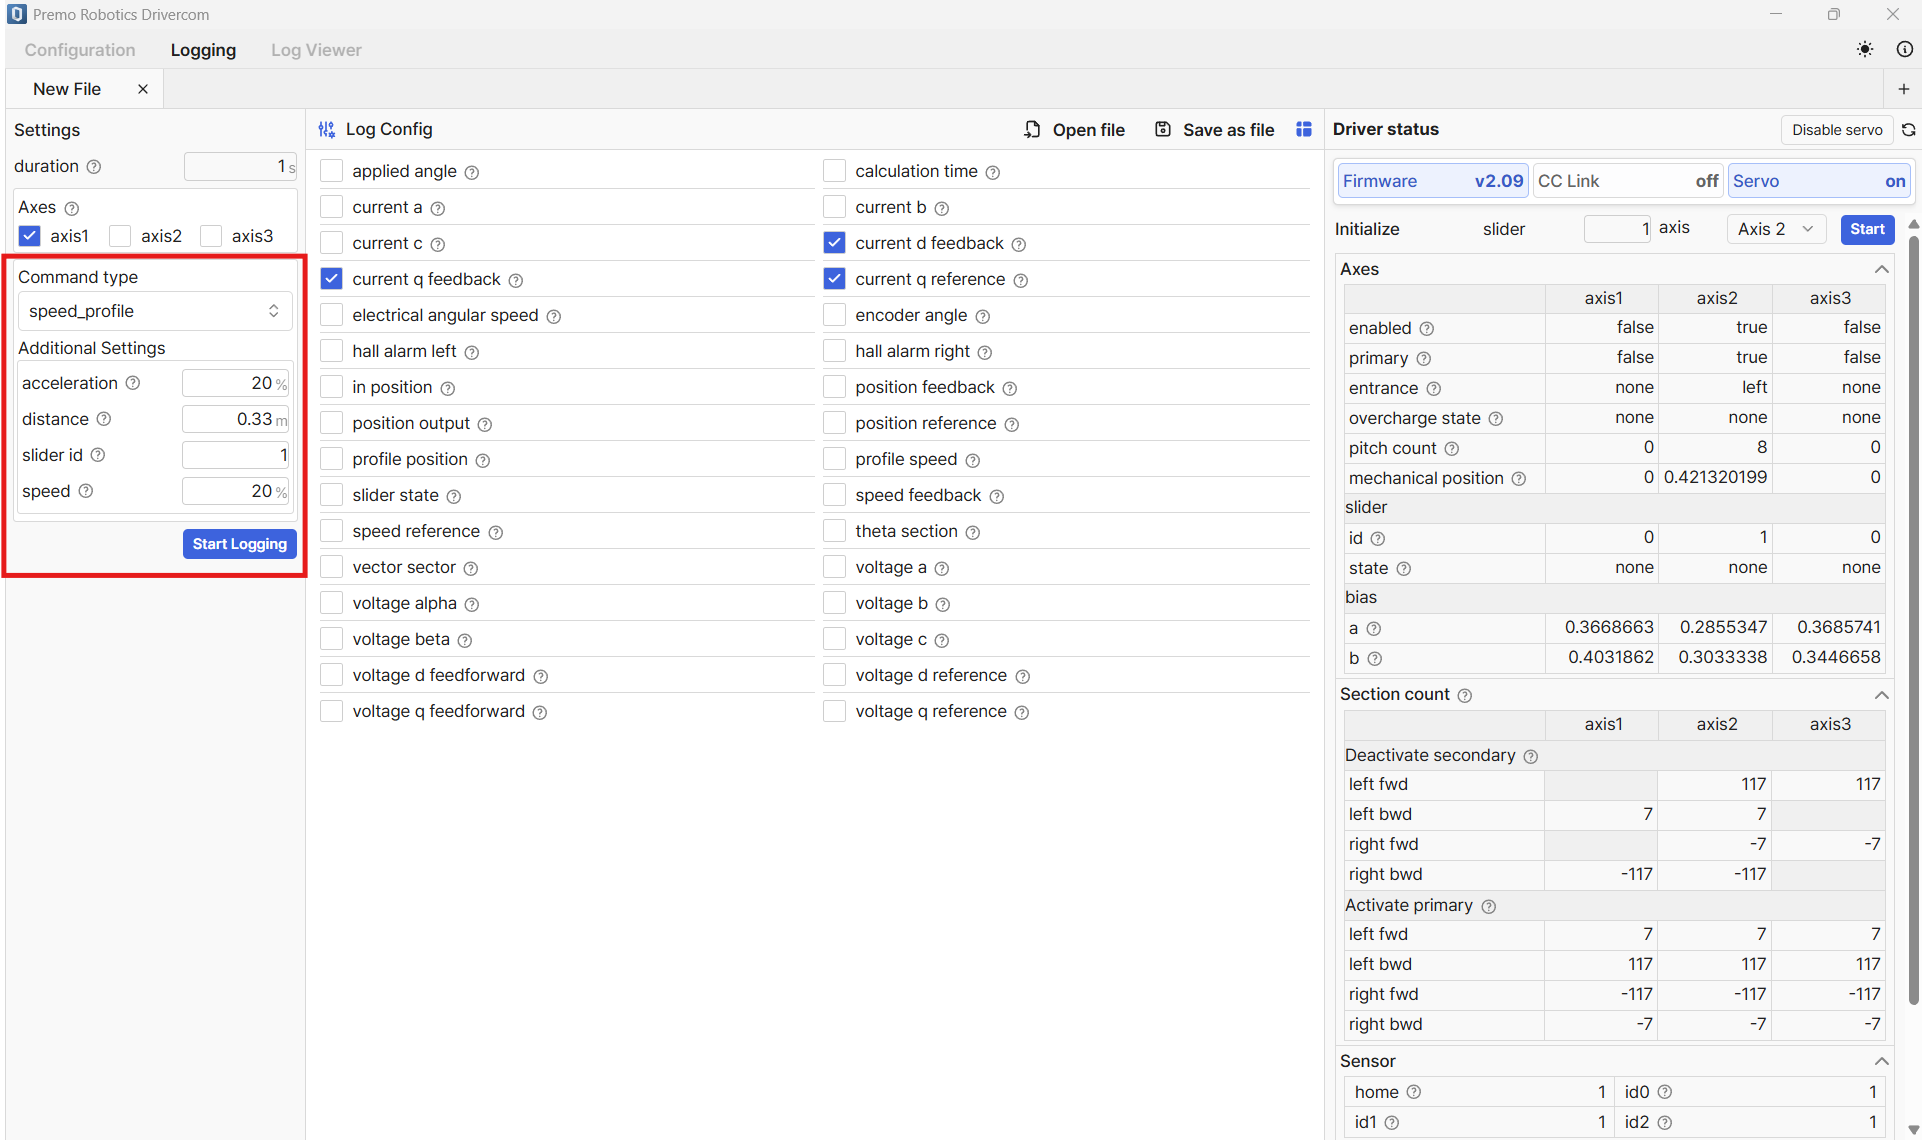 Premo Robotics Drivercom
Configuration Logging Log Viewer
New File
Settings
duration 1 s
Axes
axis1 axis2 axis3
Command type
speed_profile
Additional Settings
acceleration 20 %
distance 0.33 m
slider id 1
speed 20 %
Start Logging
Log Config Open file Save as file
applied angle calculation time
current a current b
current c current d feedback
current q feedback current q reference
electrical angular speed encoder angle
hall alarm left hall alarm right
in position position feedback
position output position reference
profile position profile speed
slider state speed feedback
speed reference theta section
vector sector voltage a
voltage alpha voltage b
voltage beta voltage c
voltage d feedforward voltage d reference
voltage q feedforward voltage q reference
Driver status Disable servo
Firmware v2.09 CC Link off Servo on
Initialize slider 1 axis Axis 2 Start
Axes
axis1 axis2 axis3
enabled false true false
primary false true false
entrance none left none
overcharge state none none none
pitch count 0 8 0
mechanical position 0 0.421320199 0
slider
id 0 1 0
state none none none
bias
a 0.3668663 0.2855347 0.3685741
b 0.4031862 0.3033338 0.3446658
Section count
axis1 axis2 axis3
Deactivate secondary
left fwd 117 117
left bwd 7 7
right fwd -7 -7
right bwd -117 -117
Activate primary
left fwd 7 7 7
left bwd 117 117 117
right fwd -117 -117 -117
right bwd -7 -7 -7
Sensor
home 1 id0 1
id1 1 id2 1